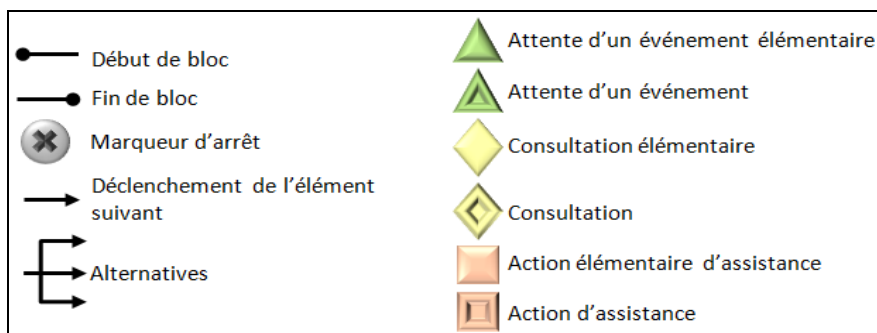 Début de bloc
Fin de bloc
Marqueur d'arrêt
Déclenchement de l'élément
suivant
Alternatives
Attente d'un événement élémentaire
Attente d'un événement
Consultation élémentaire
Consultation
Action élémentaire d'assistance
Action d'assistance